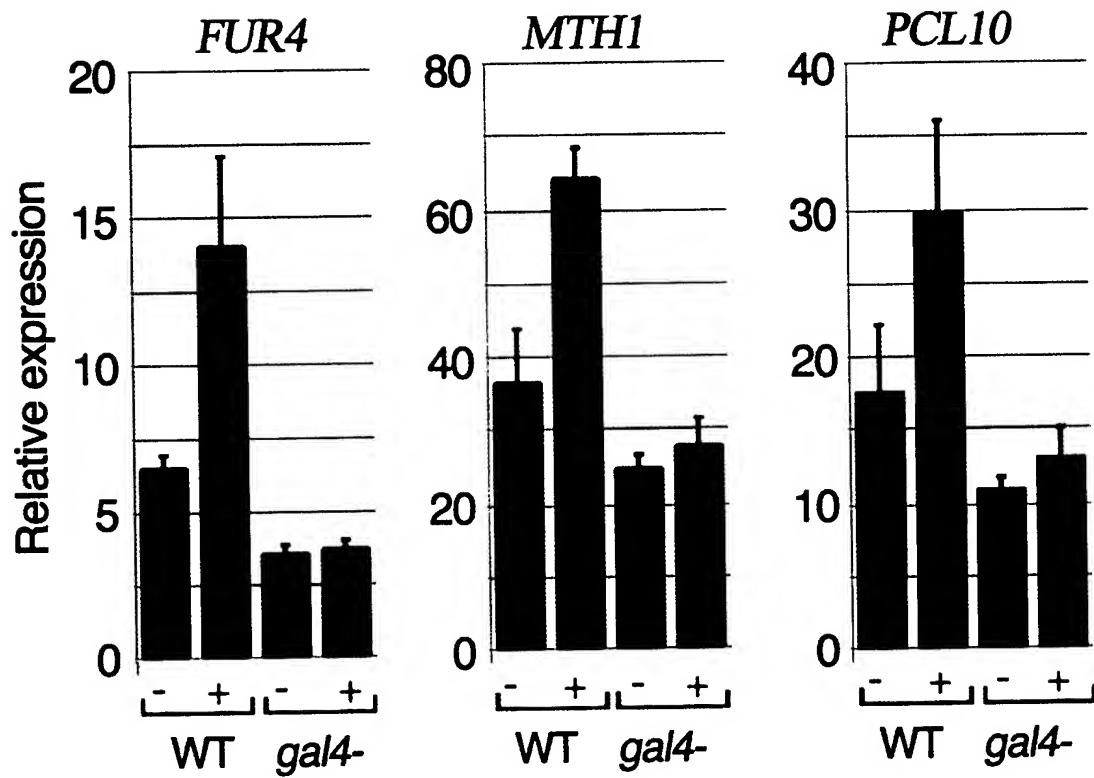 FUR4 MTH1 PCL10
Relative expression
20
15
10
5
0
- + - +
WT gal4-
80
60
40
20
0
- + - +
WT gal4-
40
30
20
10
0
- + - +
WT gal4-